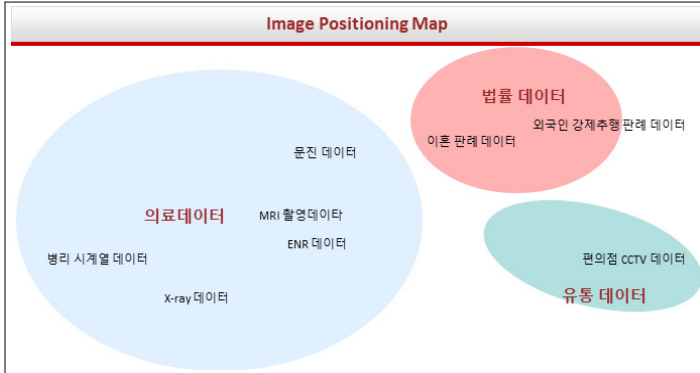 Image Positioning Map
법률 데이터
외국인 강제추행 판례 데이터
이혼 판례 데이터
문진 데이터
의료데이터
MRI 촬영데이타
ENR 데이터
병리 시계열 데이터
X-ray 데이터
편의점 CCTV 데이터
유통 데이터